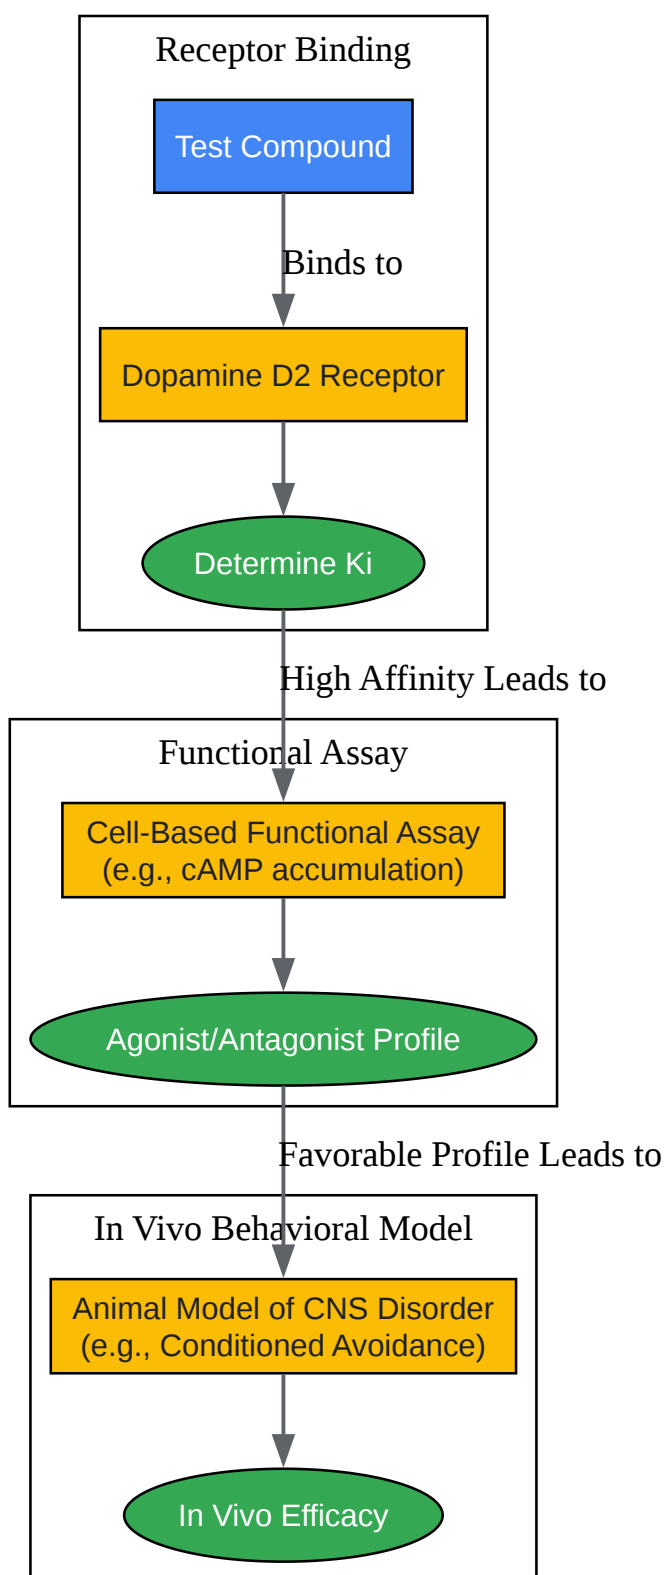 Receptor Binding
Test Compound
Binds to
Dopamine D2 Receptor
Determine Ki
High Affinity Leads to
Functional Assay
Cell-Based Functional Assay
(e.g., cAMP accumulation)
Agonist/Antagonist Profile
Favorable Profile Leads to
In Vivo Behavioral Model
Animal Model of CNS Disorder
(e.g., Conditioned Avoidance)
In Vivo Efficacy